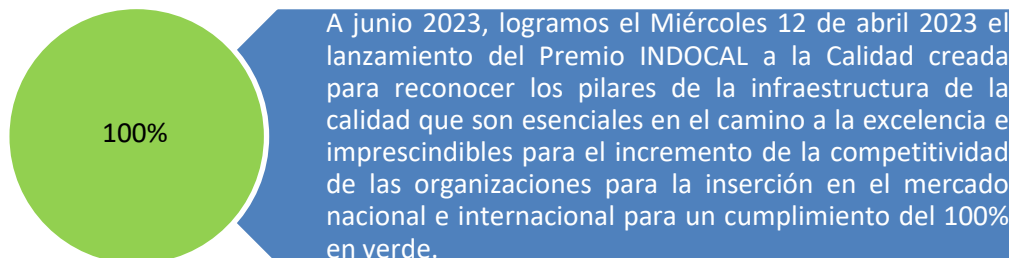 100%
A junio 2023, logramos el Miércoles 12 de abril 2023 el
lanzamiento del Premio INDOCAL a la Calidad creada
para reconocer los pilares de la infraestructura de la
calidad que son esenciales en el camino a la excelencia e
imprescindibles para el incremento de la competitividad
de las organizaciones para la inserción en el mercado
nacional e internacional para un cumplimiento del 100%
en verde.